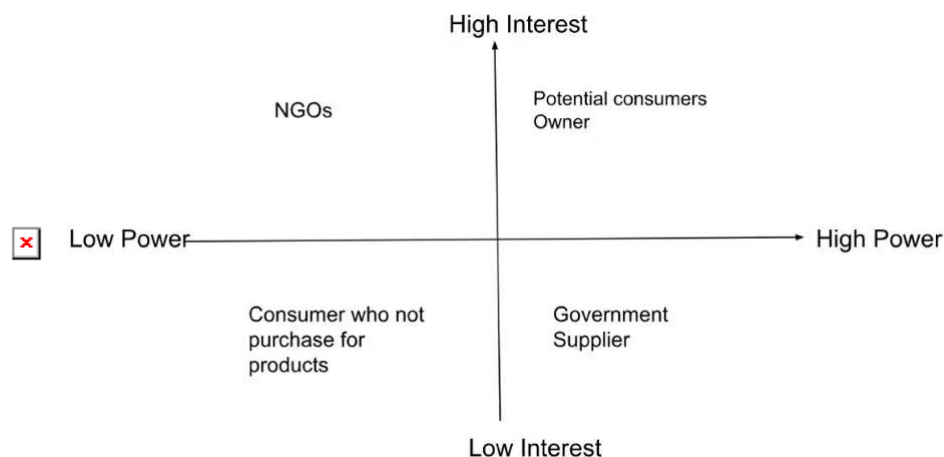 High Interest
NGOs
Potential consumers
Owner
Low Power
High Power
Consumer who not
purchase for
products
Government
Supplier
Low Interest